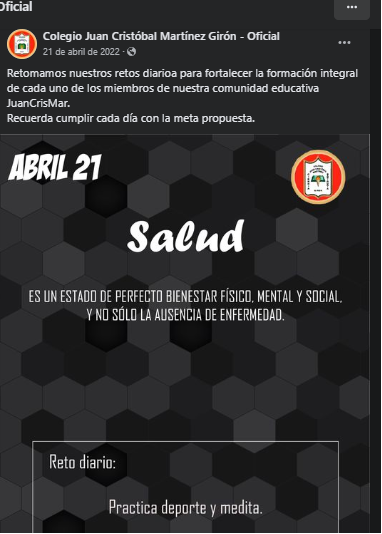 Oficial
Colegio Juan Cristóbal Martínez Girón - Oficial
21 de abril de 2022 ·
Retomamos nuestros retos diarioa para fortalecer la formación integral
de cada uno de los miembros de nuestra comunidad educativa
JuanCrisMar.
Recuerda cumplir cada día con la meta propuesta.
ABRIL 21
Salud
ES UN ESTADO DE PERFECTO BIENESTAR FÍSICO, MENTAL Y SOCIAL,
Y NO SÓLO LA AUSENCIA DE ENFERMEDAD.
Reto diario:
Practica deporte y medita.